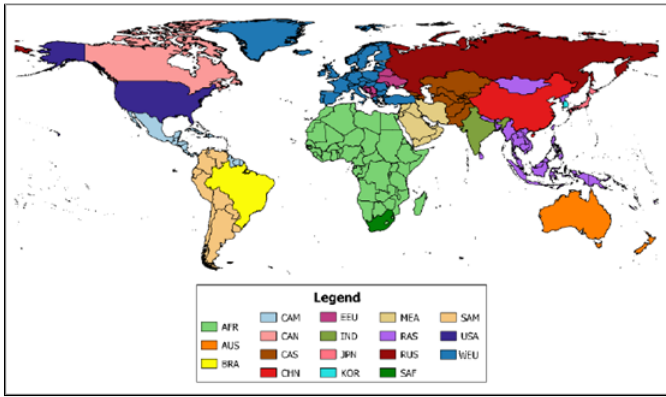 Legend
AFR
AUS
BRA
CAM
CAN
CAS
CHN
EEU
IND
JPN
KOR
MEA
RAS
RUS
SAF
SAM
USA
WEU